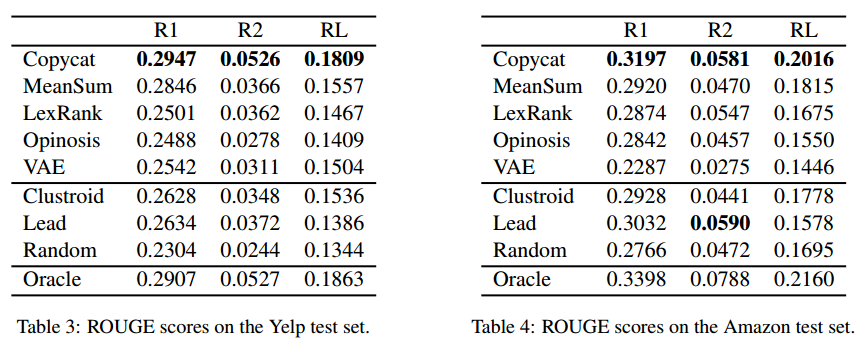 R1 R2 RL
Copycat 0.2947 0.0526 0.1809
MeanSum 0.2846 0.0366 0.1557
LexRank 0.2501 0.0362 0.1467
Opinosis 0.2488 0.0278 0.1409
VAE 0.2542 0.0311 0.1504
Clustroid 0.2628 0.0348 0.1536
Lead 0.2634 0.0372 0.1386
Random 0.2304 0.0244 0.1344
Oracle 0.2907 0.0527 0.1863
Table 3: ROUGE scores on the Yelp test set.
R1 R2 RL
Copycat 0.3197 0.0581 0.2016
MeanSum 0.2920 0.0470 0.1815
LexRank 0.2874 0.0547 0.1675
Opinosis 0.2842 0.0457 0.1550
VAE 0.2287 0.0275 0.1446
Clustroid 0.2928 0.0441 0.1778
Lead 0.3032 0.0590 0.1578
Random 0.2766 0.0472 0.1695
Oracle 0.3398 0.0788 0.2160
Table 4: ROUGE scores on the Amazon test set.